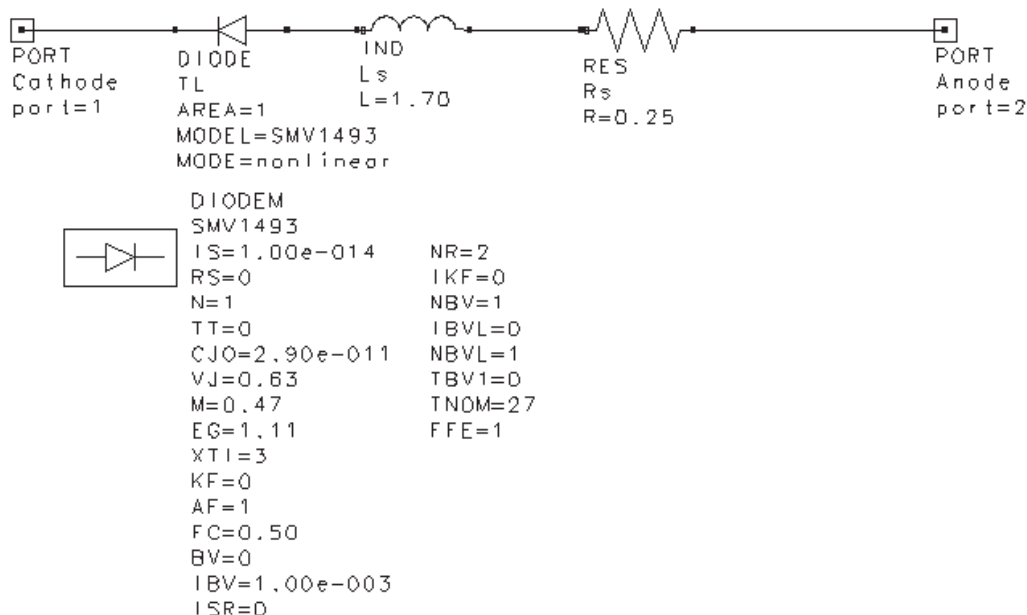 PORT
Cathode
port=1
DIODE
TL
AREA=1
MODEL=SMV1493
MODE=nonlinear
IND
Ls
L=1.70
RES
Rs
R=0.25
PORT
Anode
port=2
DIODEM
SMV1493
IS=1.00e-014
RS=0
N=1
TT=0
CJO=2.90e-011
VJ=0.63
M=0.47
EG=1.11
XTI=3
KF=0
AF=1
FC=0.50
BV=0
IBV=1.00e-003
ISR=0
NR=2
IKF=0
NBV=1
IBVL=0
NBVL=1
TBV1=0
TNOM=27
FFE=1